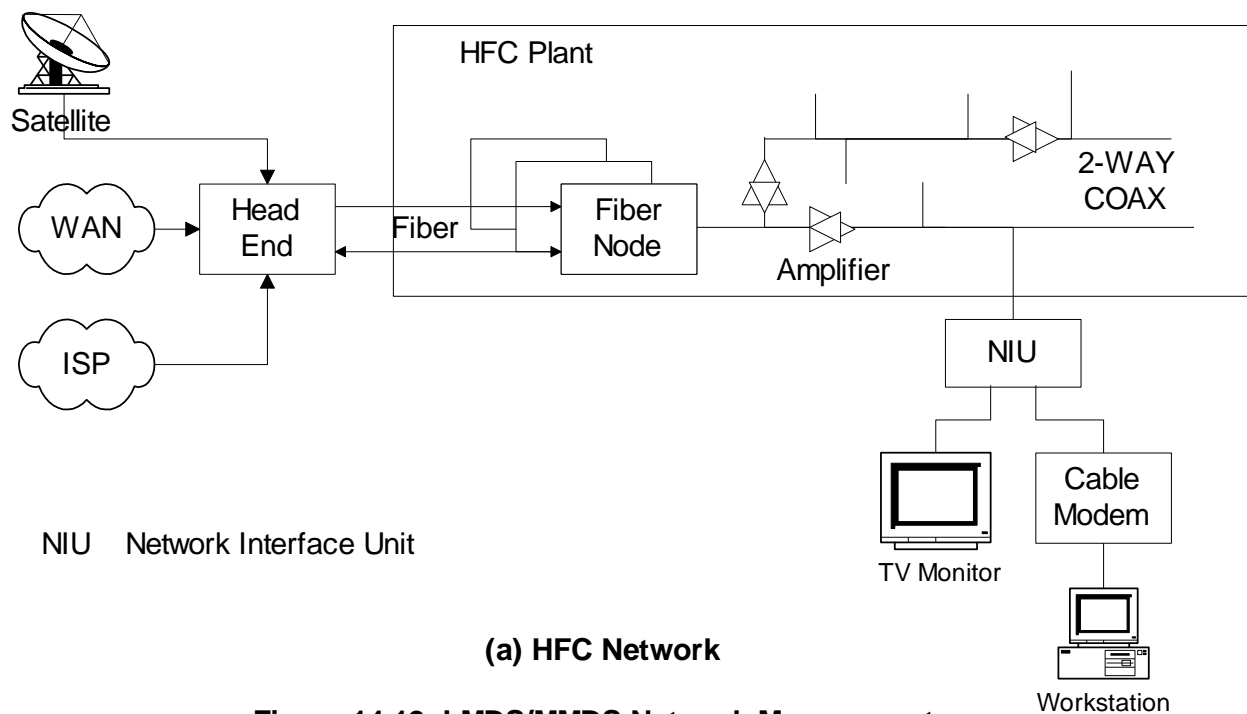 HFC Plant
Satellite
2-WAY
COAX
WAN
Head
End
Fiber
Fiber
Node
Amplifier
ISP
NIU
Cable
Modem
NIU Network Interface Unit
TV Monitor
(a) HFC Network
Workstation